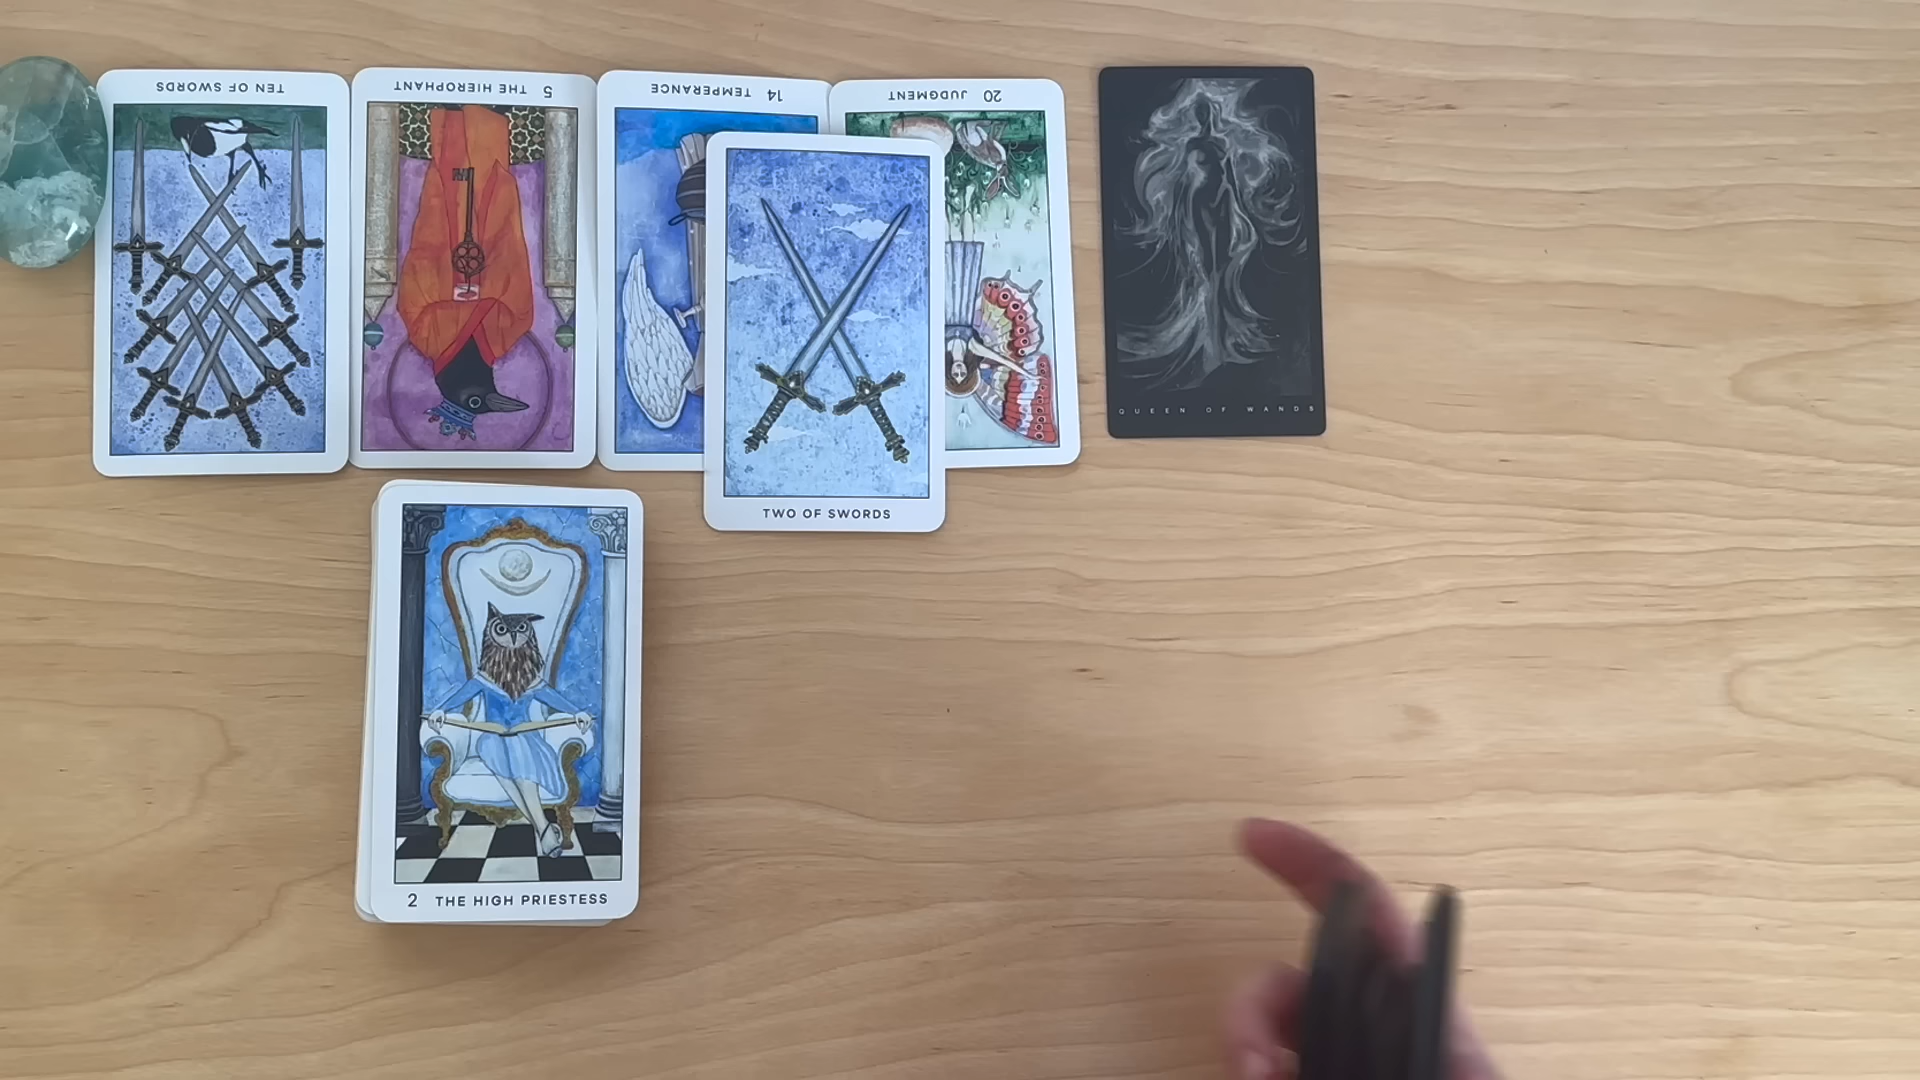 TEN OF SWORDS
5 THE HIEROPHANT
14 TEMPERANCE
20 JUDGMENT
QUEEN OF WANDS
TWO OF SWORDS
2 THE HIGH PRIESTESS